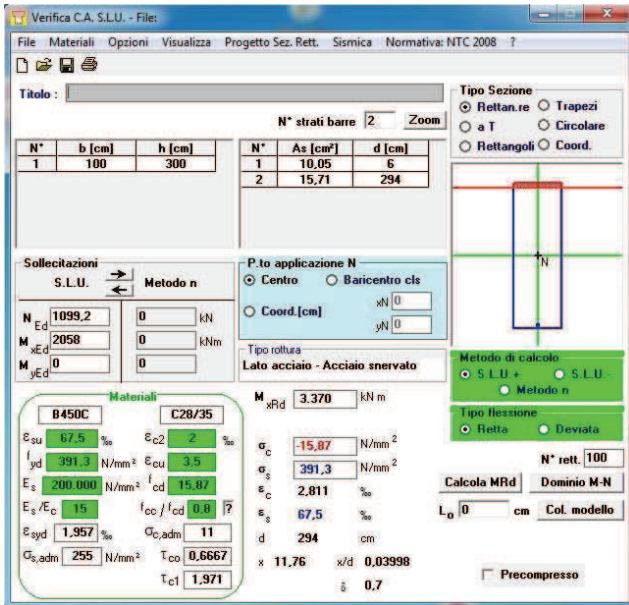 Verifica C.A. S.L.U. - File:
File Materiali Opzioni Visualizza Progetto Sez. Rett. Sismica Normativa: NTC 2008 ?
Titolo :
N° strati barre 2 Zoom
Tipo Sezione
Rettan.re Trapezi
a T Circolare
Rettangoli Coord.
N° b [cm] h [cm]
1 100 300
N° As [cm²] d [cm]
1 10,05 6
2 15,71 294
N
Sollecitazioni
S.L.U. Metodo n
N Ed 1099,2 0 kN
M xEd 2058 0 kNm
M yEd 0 0
P.to applicazione N
Centro Baricentro cls
Coord.[cm] xN 0
yN 0
Tipo rottura
Lato acciaio - Acciaio snervato
Metodo di calcolo
S.L.U.+ S.L.U.-
Metodo n
Tipo flessione
Retta Deviata
N° rett. 100
Calcola MRd Dominio M-N
L0 0 cm Col. modello
Precompresso
Materiali
B450C C28/35
εsu 67,5 ‰ εc2 2 ‰
fyd 391,3 N/mm² εcu 3,5
Es 200.000 N/mm² fcd 15,87
Es /Ec 15 fcc / fcd 0,8 ?
εsyd 1,957 ‰ σc,adm 11
σs,adm 255 N/mm² τco 0,6667
τc1 1,971
M xRd 3.370 kN m
σc -15,87 N/mm²
σs 391,3 N/mm²
εc 2,811 ‰
εs 67,5 ‰
d 294 cm
x 11,76 x/d 0,03998
δ 0,7